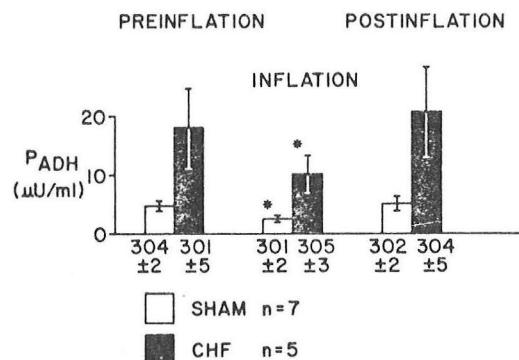 PREINFLATION POSTINFLATION
INFLATION
*
*
20
10
0
PADH
(μU/ml)
304 301 301 305 302 304
±2 ±5 ±2 ±3 ±2 ±5
SHAM n=7
CHF n=5